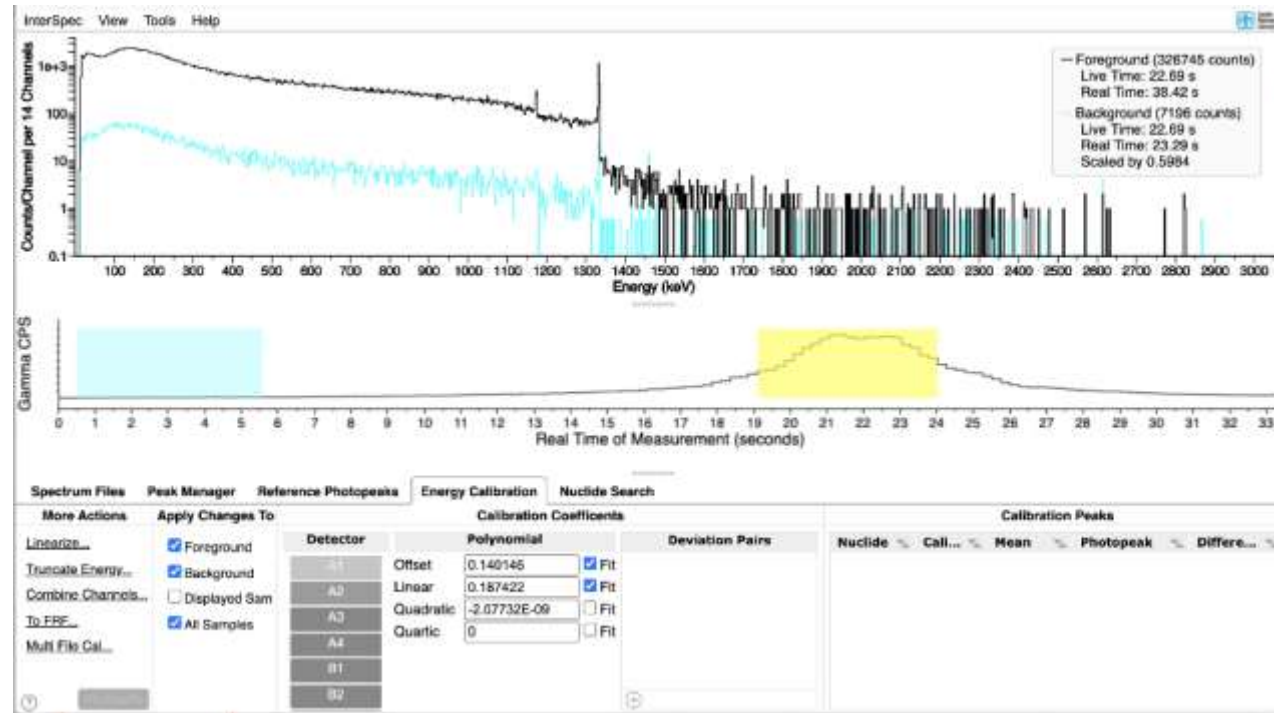 InterSpec View Tools Help
Counts/Channel per 14 Channels
1e+3
100
10
1
0.1
Foreground (326745 counts)
Live Time: 22.69 s
Real Time: 38.42 s
Background (7196 counts)
Live Time: 22.69 s
Real Time: 23.29 s
Scaled by 0.5984
100 200 300 400 500 600 700 800 900 1000 1100 1200 1300 1400 1500 1600 1700 1800 1900 2000 2100 2200 2300 2400 2500 2600 2700 2800 2900 3000
Energy (keV)
Gamma CPS
0 1 2 3 4 5 6 7 8 9 10 11 12 13 14 15 16 17 18 19 20 21 22 23 24 25 26 27 28 29 30 31 32 33
Real Time of Measurement (seconds)
Spectrum Files Peak Manager Reference Photopeaks Energy Calibration Nuclide Search
More Actions Apply Changes To Calibration Coefficents Calibration Peaks
Linearize...
Truncate Energy...
Combine Channels...
To FRF...
Multi File Cal...
Foreground
Background
Displayed Sam
All Samples
Detector
A1
A2
A3
A4
B1
B2
Polynomial
Offset 0.140146 Fit
Linear 0.187422 Fit
Quadratic -2.07732E-09 Fit
Quartic 0 Fit
Deviation Pairs
Nuclide Cali... Mean Photopeak Differe...